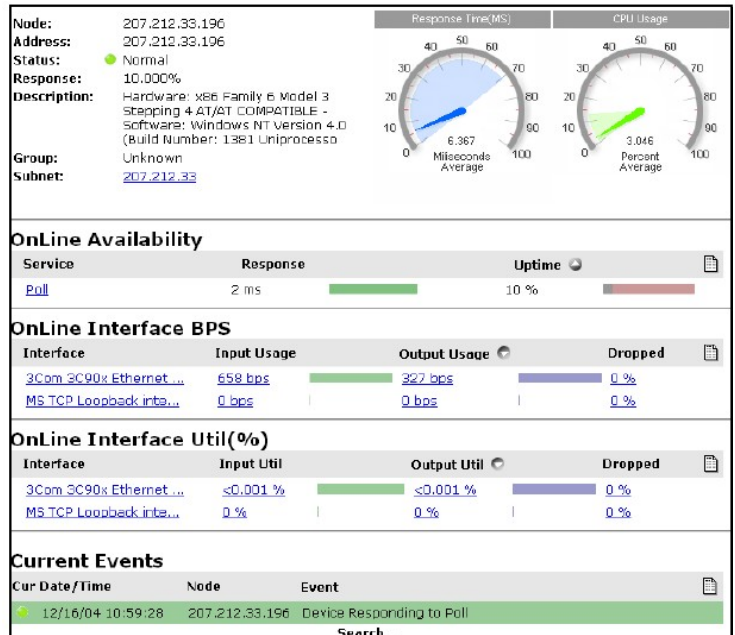 Node: 207.212.33.196
Address: 207.212.33.196
Status: Normal
Response: 10.000%
Description: Hardware: x86 Family 6 Model 3
Stepping 4 AT/AT COMPATIBLE -
Software: Windows NT Version 4.0
(Build Number: 1381 Uniprocesso
Group: Unknown
Subnet: 207.212.33
Response Time(MS)
0 10 20 30 40 50 60 70 80 90 100
6.367
Miliseconds
Average
CPU Usage
0 10 20 30 40 50 60 70 80 90 100
3.046
Percent
Average
OnLine Availability
Service Response Uptime
Poll 2 ms 10 %
OnLine Interface BPS
Interface Input Usage Output Usage Dropped
3Com 3C90x Ethernet ... 658 bps 327 bps 0 %
MS TCP Loopback inte... 0 bps 0 bps 0 %
OnLine Interface Util(%)
Interface Input Util Output Util Dropped
3Com 3C90x Ethernet ... <0.001 % <0.001 % 0 %
MS TCP Loopback inte... 0 % 0 % 0 %
Current Events
Cur Date/Time Node Event
12/16/04 10:59:28 207.212.33.196 Device Responding to Poll
Search